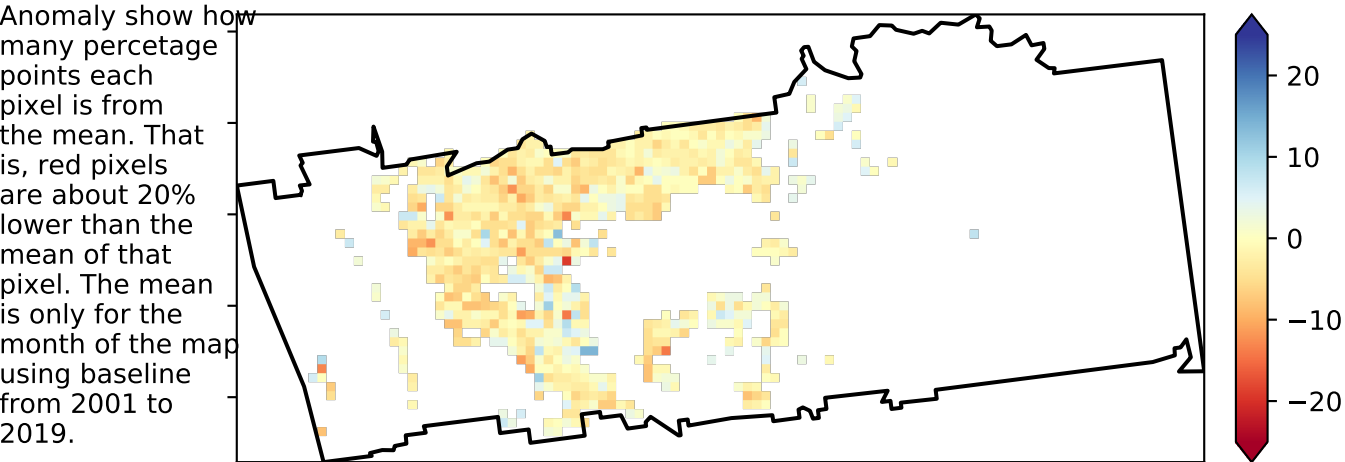 Anomaly show how
many percetage
points each
pixel is from
the mean. That
is, red pixels
are about 20%
lower than the
mean of that
pixel. The mean
is only for the
month of the map
using baseline
from 2001 to
2019.
20
10
0
−10
−20